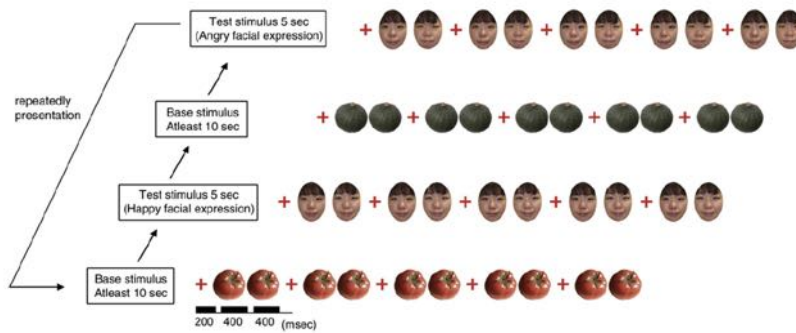 Test stimulus 5 sec
(Angry facial expression)
repeatedly
presentation
Base stimulus
Atleast 10 sec
Test stimulus 5 sec
(Happy facial expression)
Base stimulus
Atleast 10 sec
200 400 400 (msec)